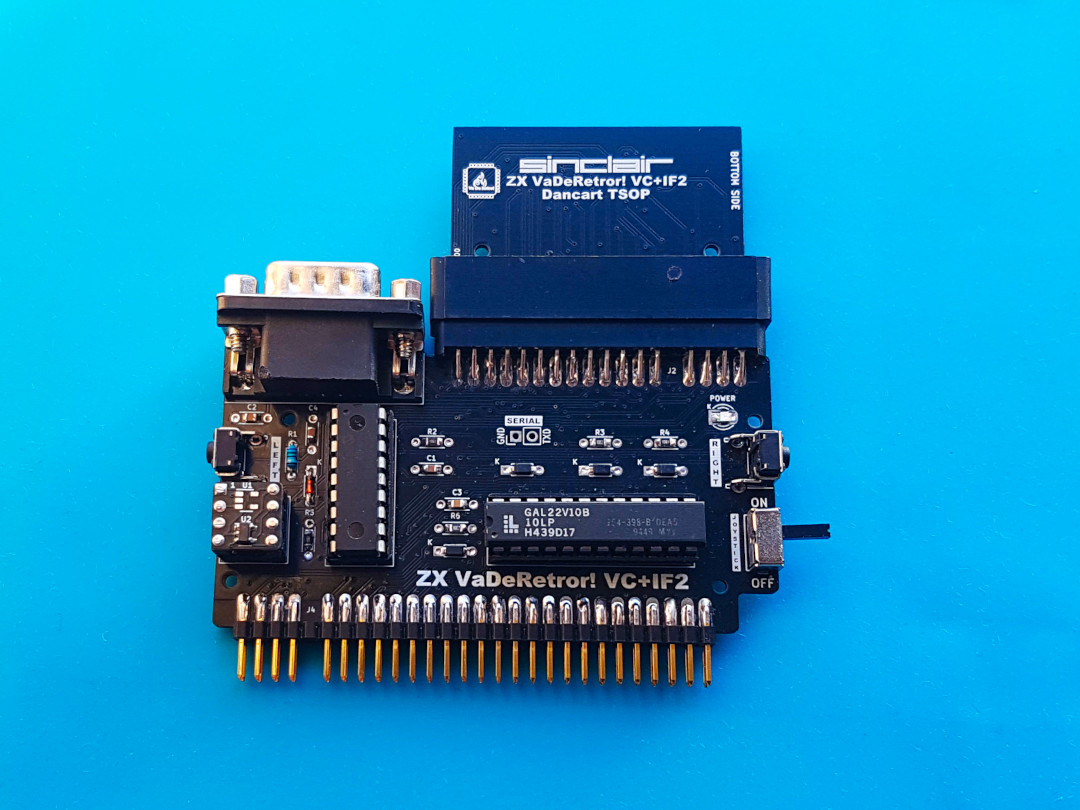 sinclair
ZX VaDeRetror! VC+IF2
Dancart TSOP
BOTTOM SIDE
J2
POWER
K
C2
C4
SERIAL
GND
TXD
R1
LEFT
K
R2
R3
R4
RIGHT
C
C
C1
K
K
K
1 U1
U2
R5
C3
R6
K
GAL22V10B
10LP
H439D17
ON
JOYSTICK
OFF
ZX VaDeRetror! VC+IF2
J4